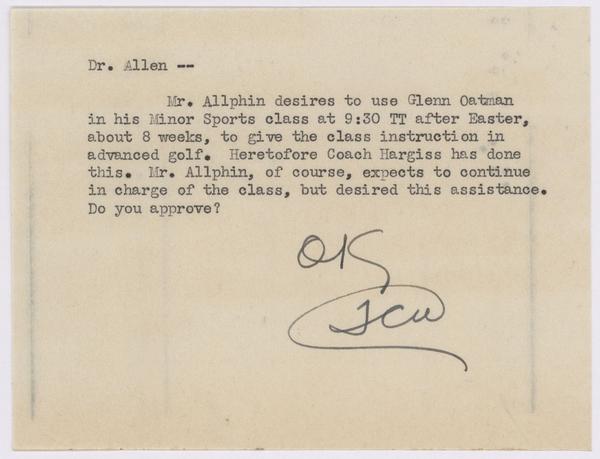 Dr. Allen --
Mr. Allphin desires to use Glenn Oatman
in his Minor Sports class at 9:30 TT after Easter,
about 8 weeks, to give the class instruction in
advanced golf. Heretofore Coach Hargiss has done
this. Mr. Allphin, of course, expects to continue
in charge of the class, but desired this assistance.
Do you approve?
OK